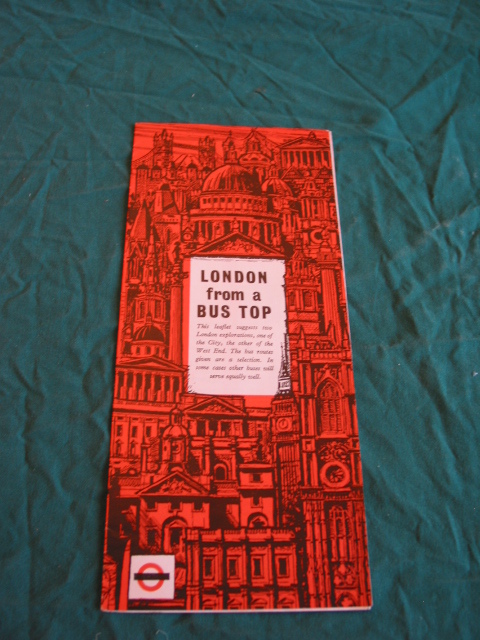 LONDON
from a
BUS TOP
This leaflet suggests two
London explorations, one of
the City, the other of the
West End. The bus routes
given are a selection. In
some cases other buses will
serve equally well.